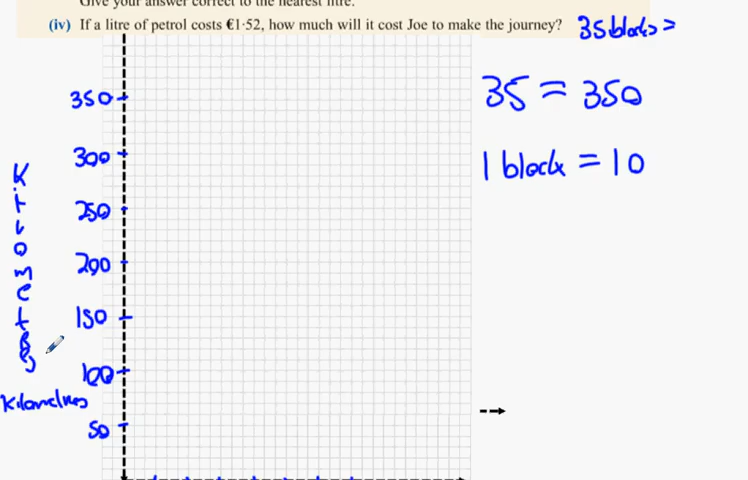 Give your answer correct to the nearest litre.
(iv) If a litre of petrol costs €1·52, how much will it cost Joe to make the journey? 35 blocks =
35 = 350
1 block = 10
350
300
250
200
150
100
50
Kilometres